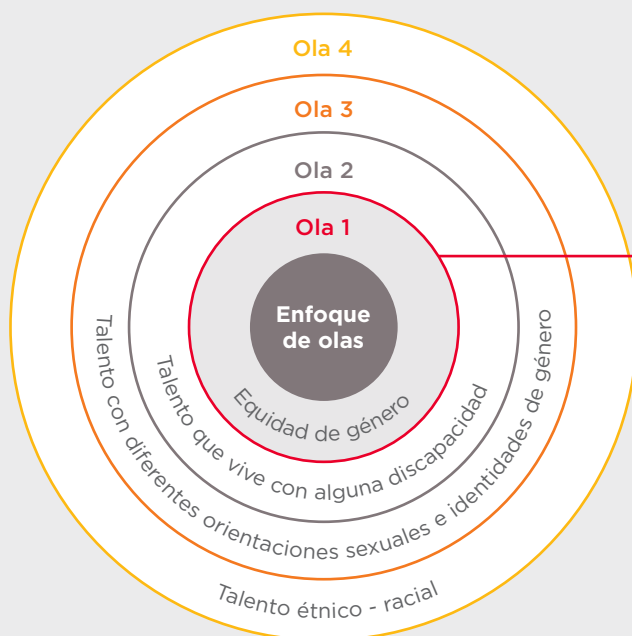 Ola 4
Ola 3
Ola 2
Ola 1
Enfoque
de olas
Equidad de género
Talento que vive con alguna discapacidad
Talento con diferentes orientaciones sexuales e identidades de género
Talento étnico - racial